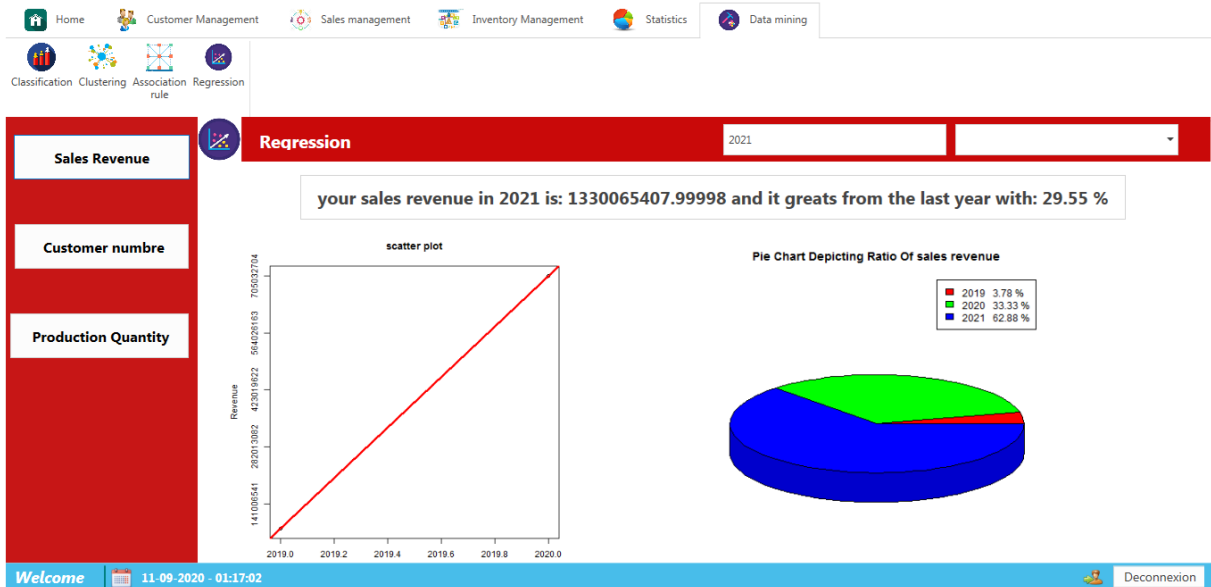 Home
Customer Management
Sales management
Inventory Management
Statistics
Data mining
Classification
Clustering
Association
rule
Regression
Sales Revenue
Customer numbre
Production Quantity
Regression
2021
your sales revenue in 2021 is: 1330065407.99998 and it greats from the last year with: 29.55 %
scatter plot
Revenue
705032704
564026163
423019622
282013082
141006541
2019.0
2019.2
2019.4
2019.6
2019.8
2020.0
Pie Chart Depicting Ratio Of sales revenue
2019 3.78 %
2020 33.33 %
2021 62.88 %
Welcome
11-09-2020 - 01:17:02
Deconnexion